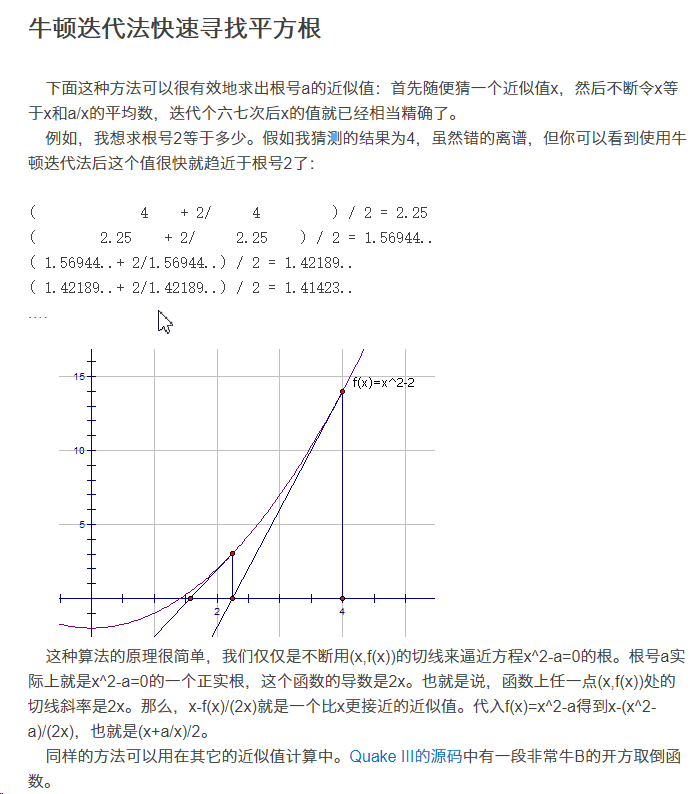 牛顿迭代法快速寻找平方根
下面这种方法可以很有效地求出根号a的近似值：首先随便猜一个近似值x，然后不断令x等
于x和a/x的平均数，迭代个六七次后x的值就已经相当精确了。
例如，我想求根号2等于多少。假如我猜测的结果为4，虽然错的离谱，但你可以看到使用牛
顿迭代法后这个值很快就趋近于根号2了：
(             4    + 2/     4         ) / 2 = 2.25
(        2.25    + 2/     2.25    ) / 2 = 1.56944..
( 1.56944..+ 2/1.56944..) / 2 = 1.42189..
( 1.42189..+ 2/1.42189..) / 2 = 1.41423..
....
15
f(x)=x^2-2
10
5
2
4
这种算法的原理很简单，我们仅仅是不断用(x,f(x))的切线来逼近方程x^2-a=0的根。根号a实
际上就是x^2-a=0的一个正实根，这个函数的导数是2x。也就是说，函数上任一点(x,f(x))处的
切线斜率是2x。那么，x-f(x)/(2x)就是一个比x更接近的近似值。代入f(x)=x^2-a得到x-(x^2-
a)/(2x)，也就是(x+a/x)/2。
同样的方法可以用在其它的近似值计算中。Quake III的源码中有一段非常牛B的开方取倒函
数。